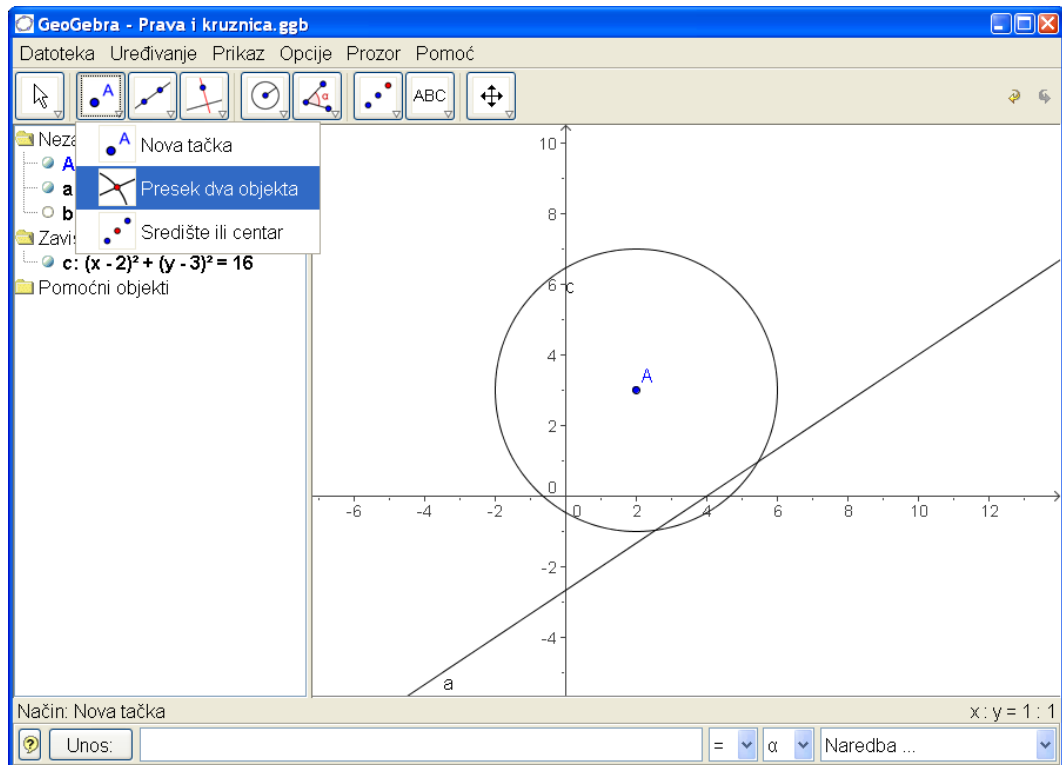 GeoGebra - Prava i kruznica.ggb
Datoteka Uređivanje Prikaz Opcije Prozor Pomoć
A ABC
Nova tačka
Presek dva objekta
Središte ili centar
A
a
b
c: (x - 2)² + (y - 3)² = 16
Pomoćni objekti
10
8
6
c
4
A
2
0
-6 -4 -2 0 2 4 6 8 10 12
-2
-4
a
Način: Nova tačka x : y = 1 : 1
Unos: = α Naredba ...